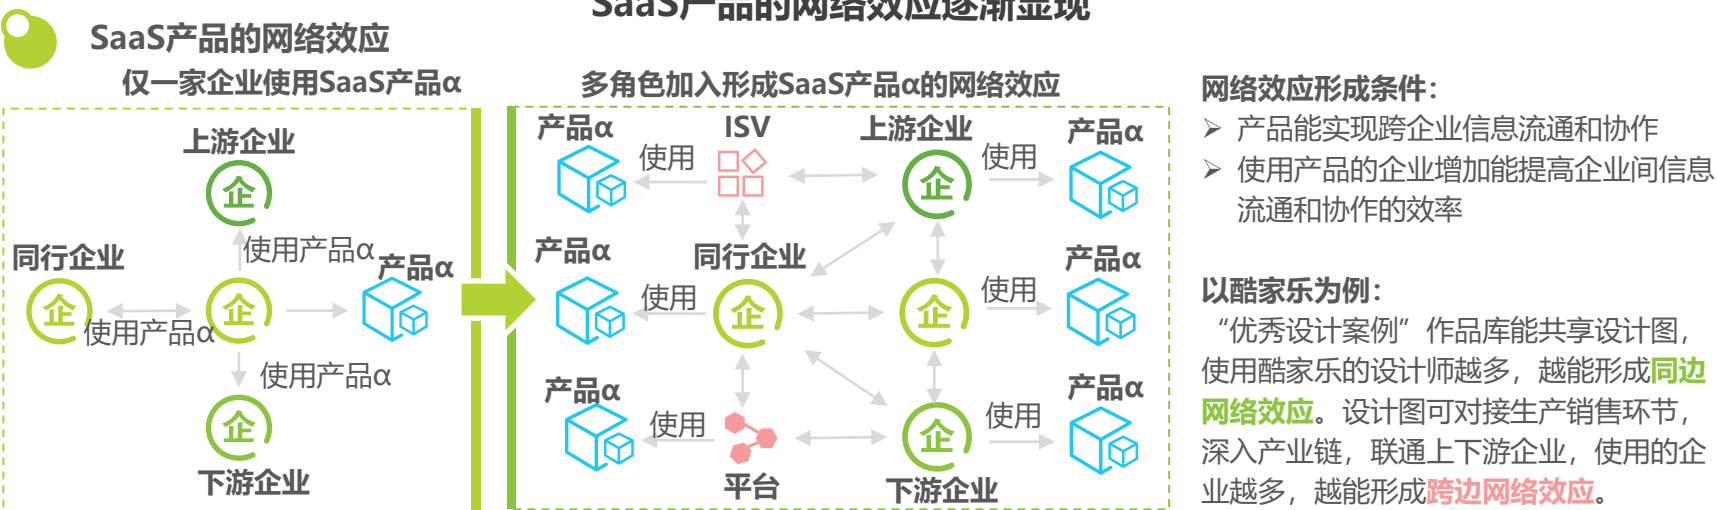 SaaS产品的网络效应逐渐显现
SaaS产品的网络效应
仅一家企业使用SaaS产品α
上游企业
企
使用产品α
同行企业
产品α
企
企
使用产品α
使用产品α
企
下游企业
多角色加入形成SaaS产品α的网络效应
产品α
ISV
上游企业
产品α
使用
企
使用
产品α
同行企业
产品α
使用
企
企
使用
产品α
产品α
使用
企
使用
平台
下游企业
网络效应形成条件：
➢ 产品能实现跨企业信息流通和协作
➢ 使用产品的企业增加能提高企业间信息
流通和协作的效率
以酷家乐为例：
“优秀设计案例”作品库能共享设计图，
使用酷家乐的设计师越多，越能形成同边
网络效应。设计图可对接生产销售环节，
深入产业链，联通上下游企业，使用的企
业越多，越能形成跨边网络效应。